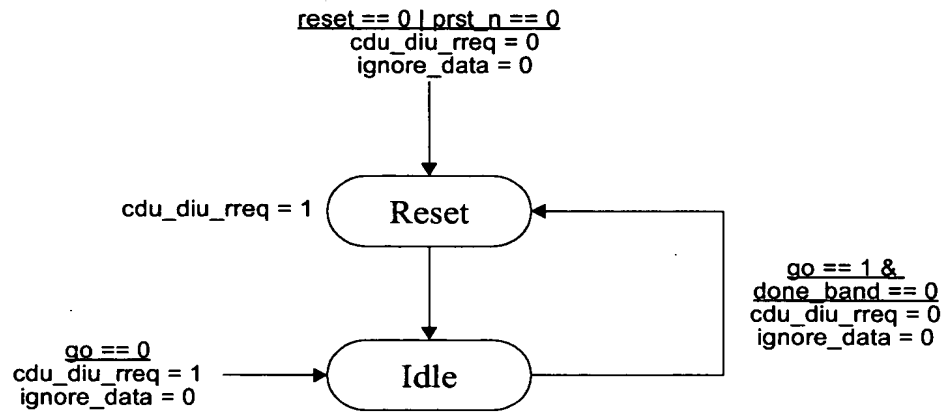 reset == 0 | prst_n == 0
cdu_diu_rreq = 0
ignore_data = 0
cdu_diu_rreq = 1
Reset
go == 1 &
done_band == 0
cdu_diu_rreq = 0
ignore_data = 0
go == 0
cdu_diu_rreq = 1
ignore_data = 0
Idle